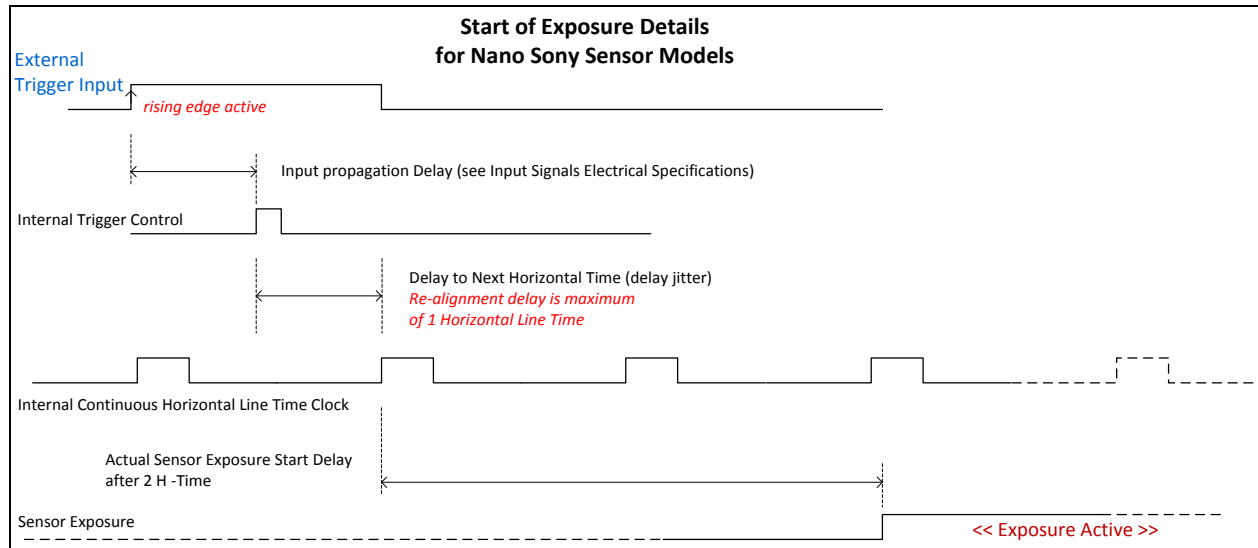 Start of Exposure Details
for Nano Sony Sensor Models
External
Trigger Input
rising edge active
Input propagation Delay (see Input Signals Electrical Specifications)
Internal Trigger Control
Delay to Next Horizontal Time (delay jitter)
Re-alignment delay is maximum
of 1 Horizontal Line Time
Internal Continuous Horizontal Line Time Clock
Actual Sensor Exposure Start Delay
after 2 H -Time
Sensor Exposure
<< Exposure Active >>